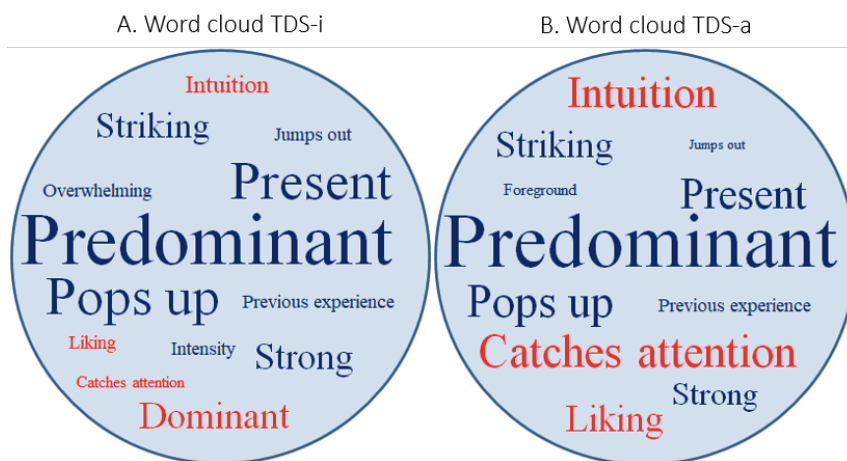 A. Word cloud TDS-i
Intuition
Striking
Jumps out
Overwhelming
Present
Predominant
Pops up
Previous experience
Liking
Intensity
Strong
Catches attention
Dominant
B. Word cloud TDS-a
Intuition
Striking
Jumps out
Foreground
Present
Predominant
Pops up
Previous experience
Catches attention
Strong
Liking